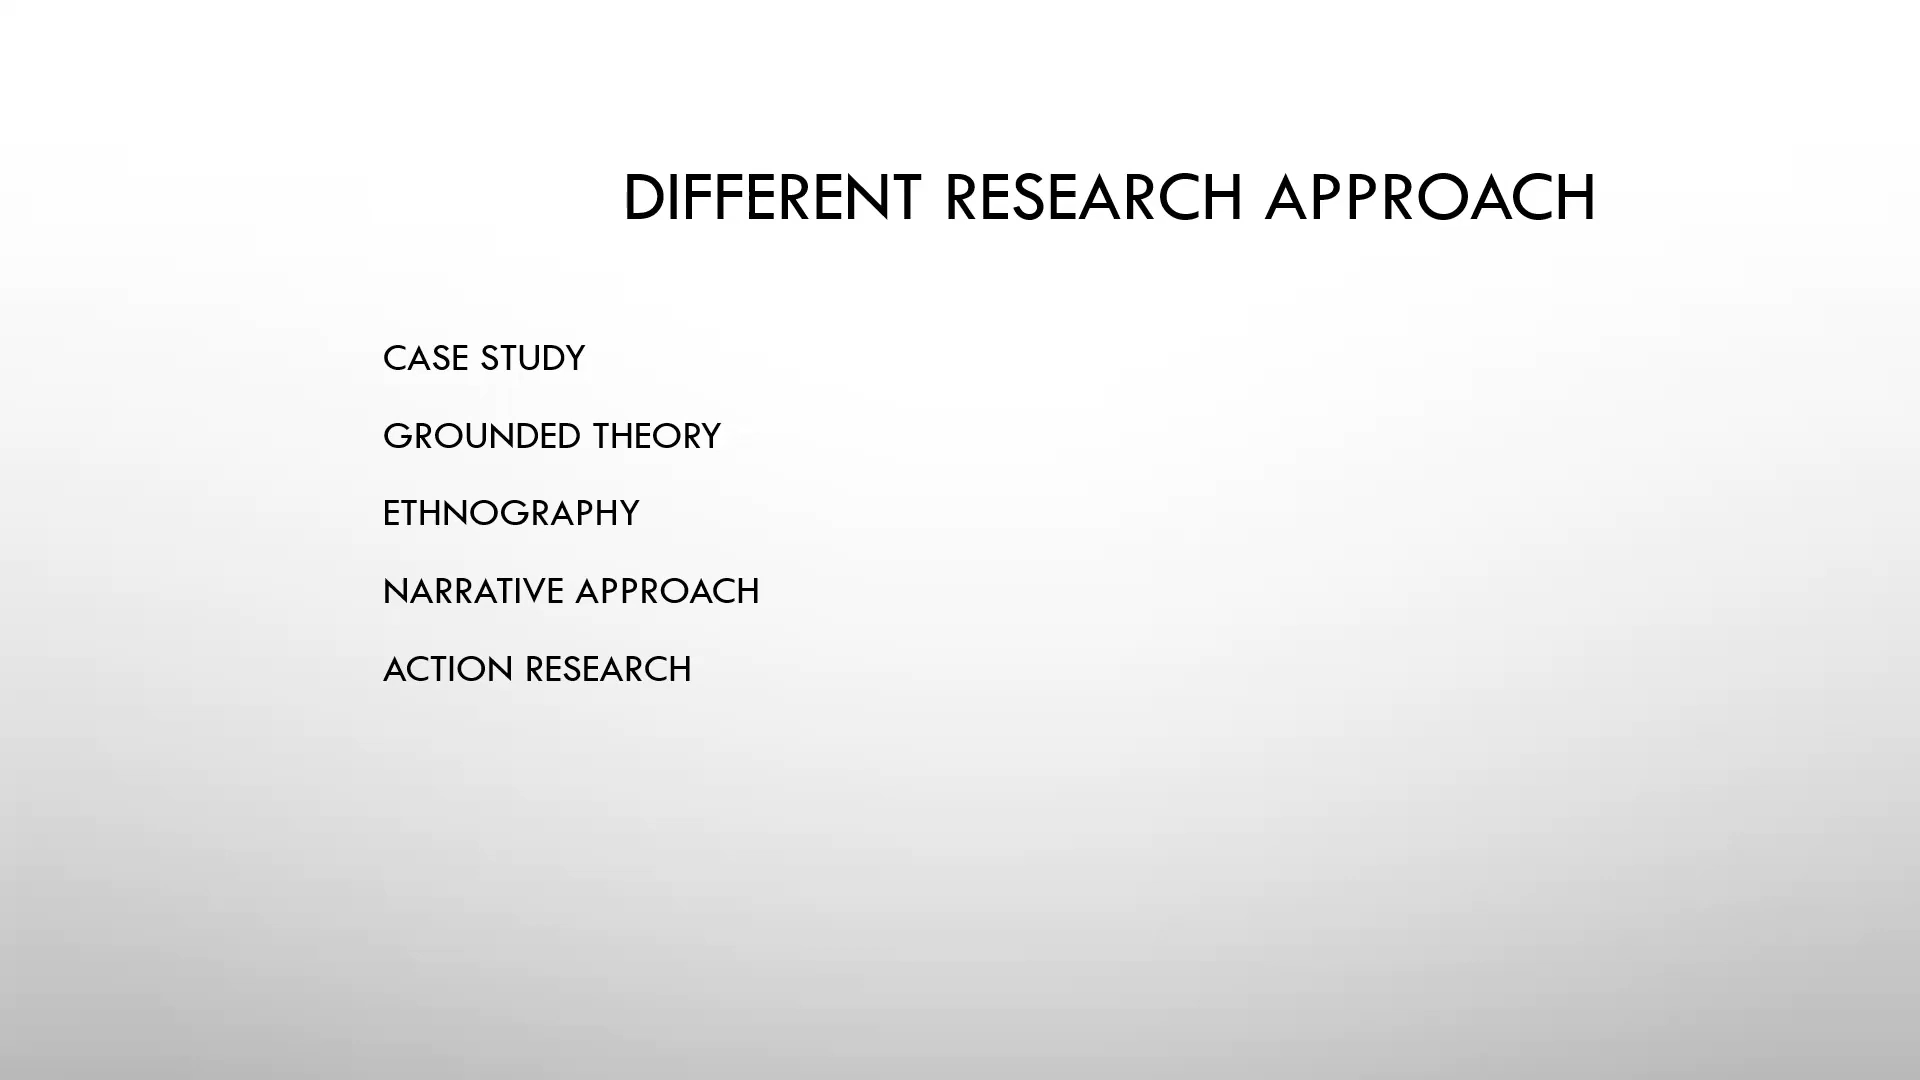 DIFFERENT RESEARCH APPROACH
CASE STUDY
GROUNDED THEORY
ETHNOGRAPHY
NARRATIVE APPROACH
ACTION RESEARCH